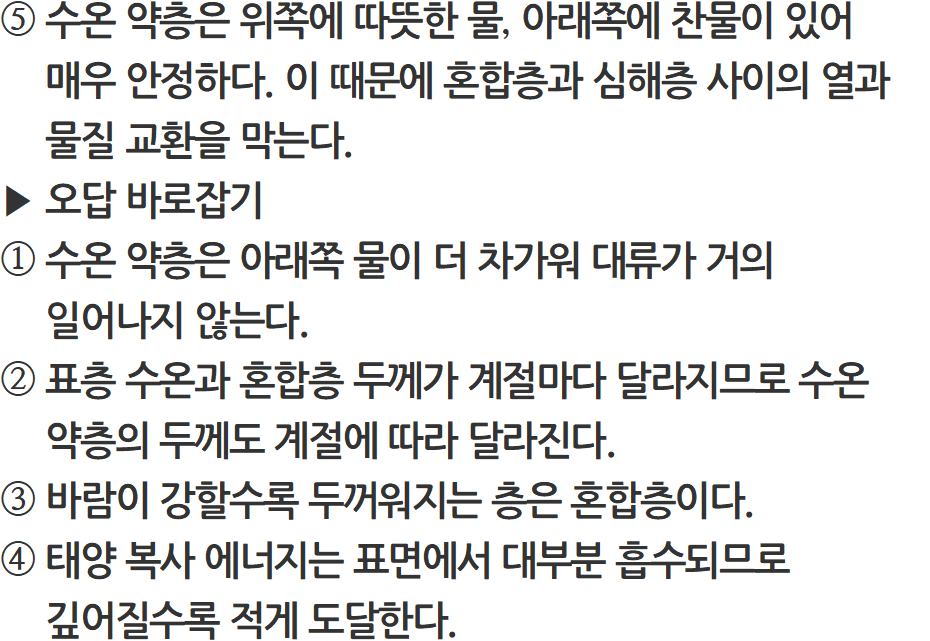 ⑤ 수온 약층은 위쪽에 따뜻한 물, 아래쪽에 찬물이 있어
매우 안정하다. 이 때문에 혼합층과 심해층 사이의 열과
물질 교환을 막는다.
▶ 오답 바로잡기
① 수온 약층은 아래쪽 물이 더 차가워 대류가 거의
일어나지 않는다.
② 표층 수온과 혼합층 두께가 계절마다 달라지므로 수온
약층의 두께도 계절에 따라 달라진다.
③ 바람이 강할수록 두꺼워지는 층은 혼합층이다.
④ 태양 복사 에너지는 표면에서 대부분 흡수되므로
깊어질수록 적게 도달한다.